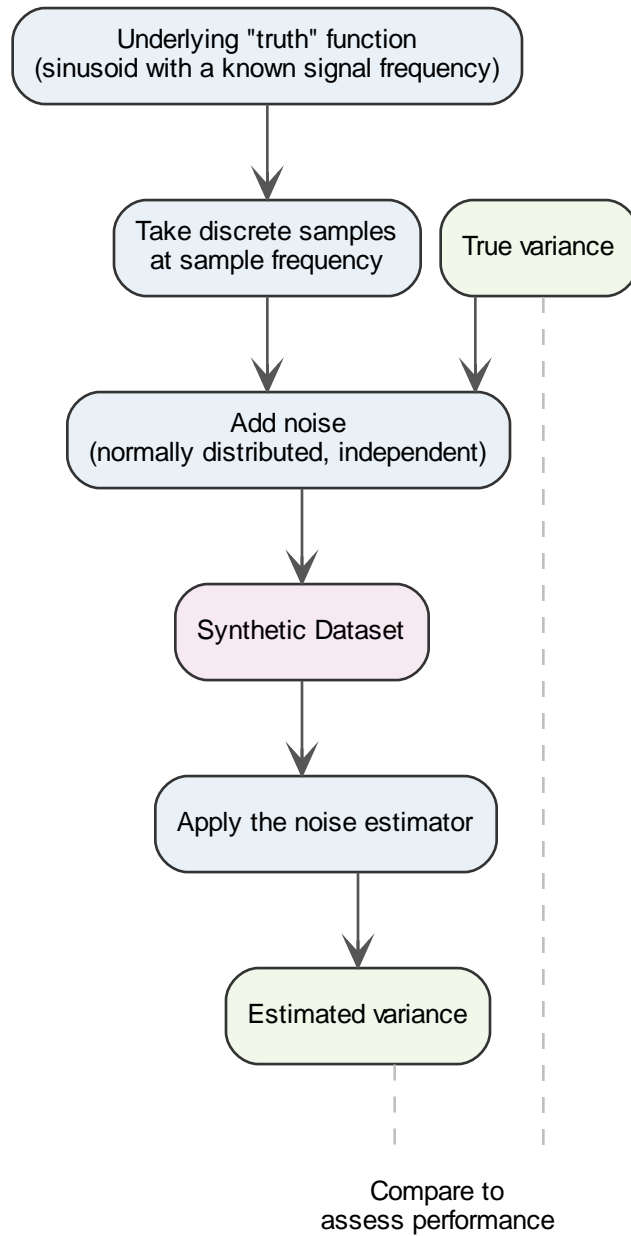 Underlying "truth" function
(sinusoid with a known signal frequency)
Take discrete samples
at sample frequency
True variance
Add noise
(normally distributed, independent)
Synthetic Dataset
Apply the noise estimator
Estimated variance
Compare to
assess performance